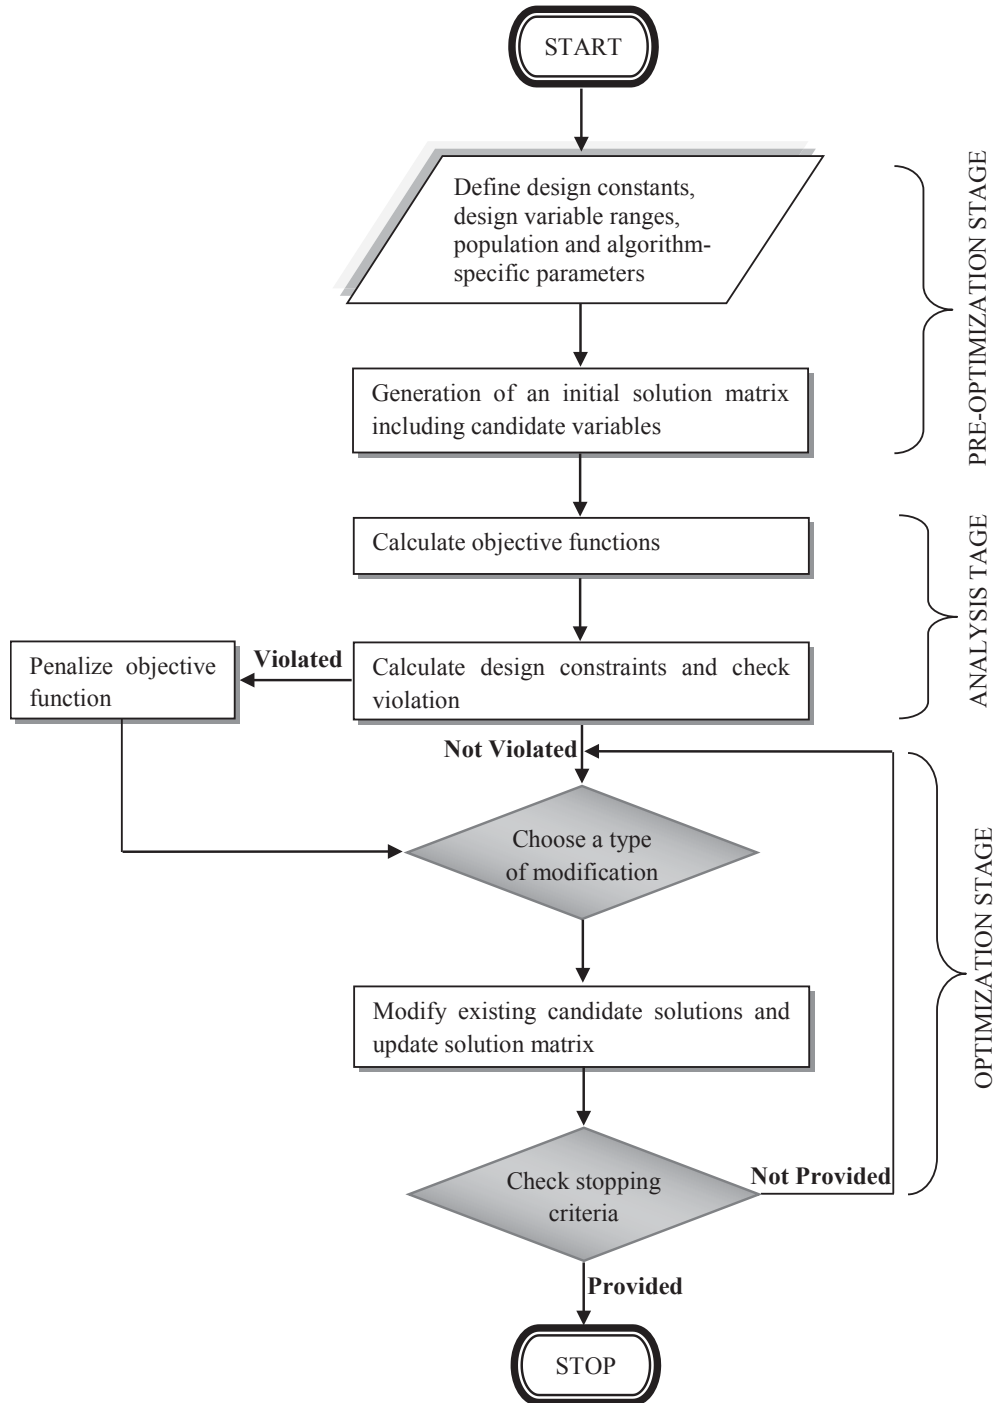 START
Define design constants,
design variable ranges,
population and algorithm-
specific parameters
PRE-OPTIMIZATION STAGE
Generation of an initial solution matrix
including candidate variables
Calculate objective functions
ANALYSIS TAGE
Penalize objective
function
Violated
Calculate design constraints and check
violation
Not Violated
Choose a type
of modification
OPTIMIZATION STAGE
Modify existing candidate solutions and
update solution matrix
Check stopping
criteria
Not Provided
Provided
STOP